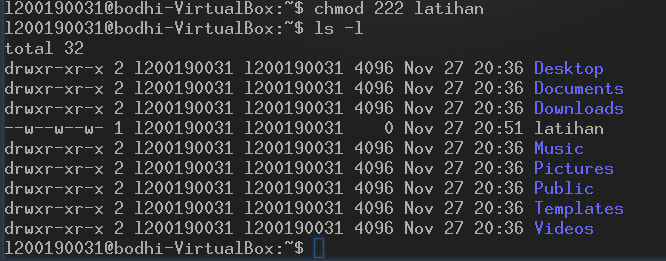 l200190031@bodhi-VirtualBox:~$ chmod 222 latihan
l200190031@bodhi-VirtualBox:~$ ls -l
total 32
drwxr-xr-x 2 l200190031 l200190031 4096 Nov 27 20:36 Desktop
drwxr-xr-x 2 l200190031 l200190031 4096 Nov 27 20:36 Documents
drwxr-xr-x 2 l200190031 l200190031 4096 Nov 27 20:36 Downloads
--w--w--w- 1 l200190031 l200190031    0 Nov 27 20:51 latihan
drwxr-xr-x 2 l200190031 l200190031 4096 Nov 27 20:36 Music
drwxr-xr-x 2 l200190031 l200190031 4096 Nov 27 20:36 Pictures
drwxr-xr-x 2 l200190031 l200190031 4096 Nov 27 20:36 Public
drwxr-xr-x 2 l200190031 l200190031 4096 Nov 27 20:36 Templates
drwxr-xr-x 2 l200190031 l200190031 4096 Nov 27 20:36 Videos
l200190031@bodhi-VirtualBox:~$